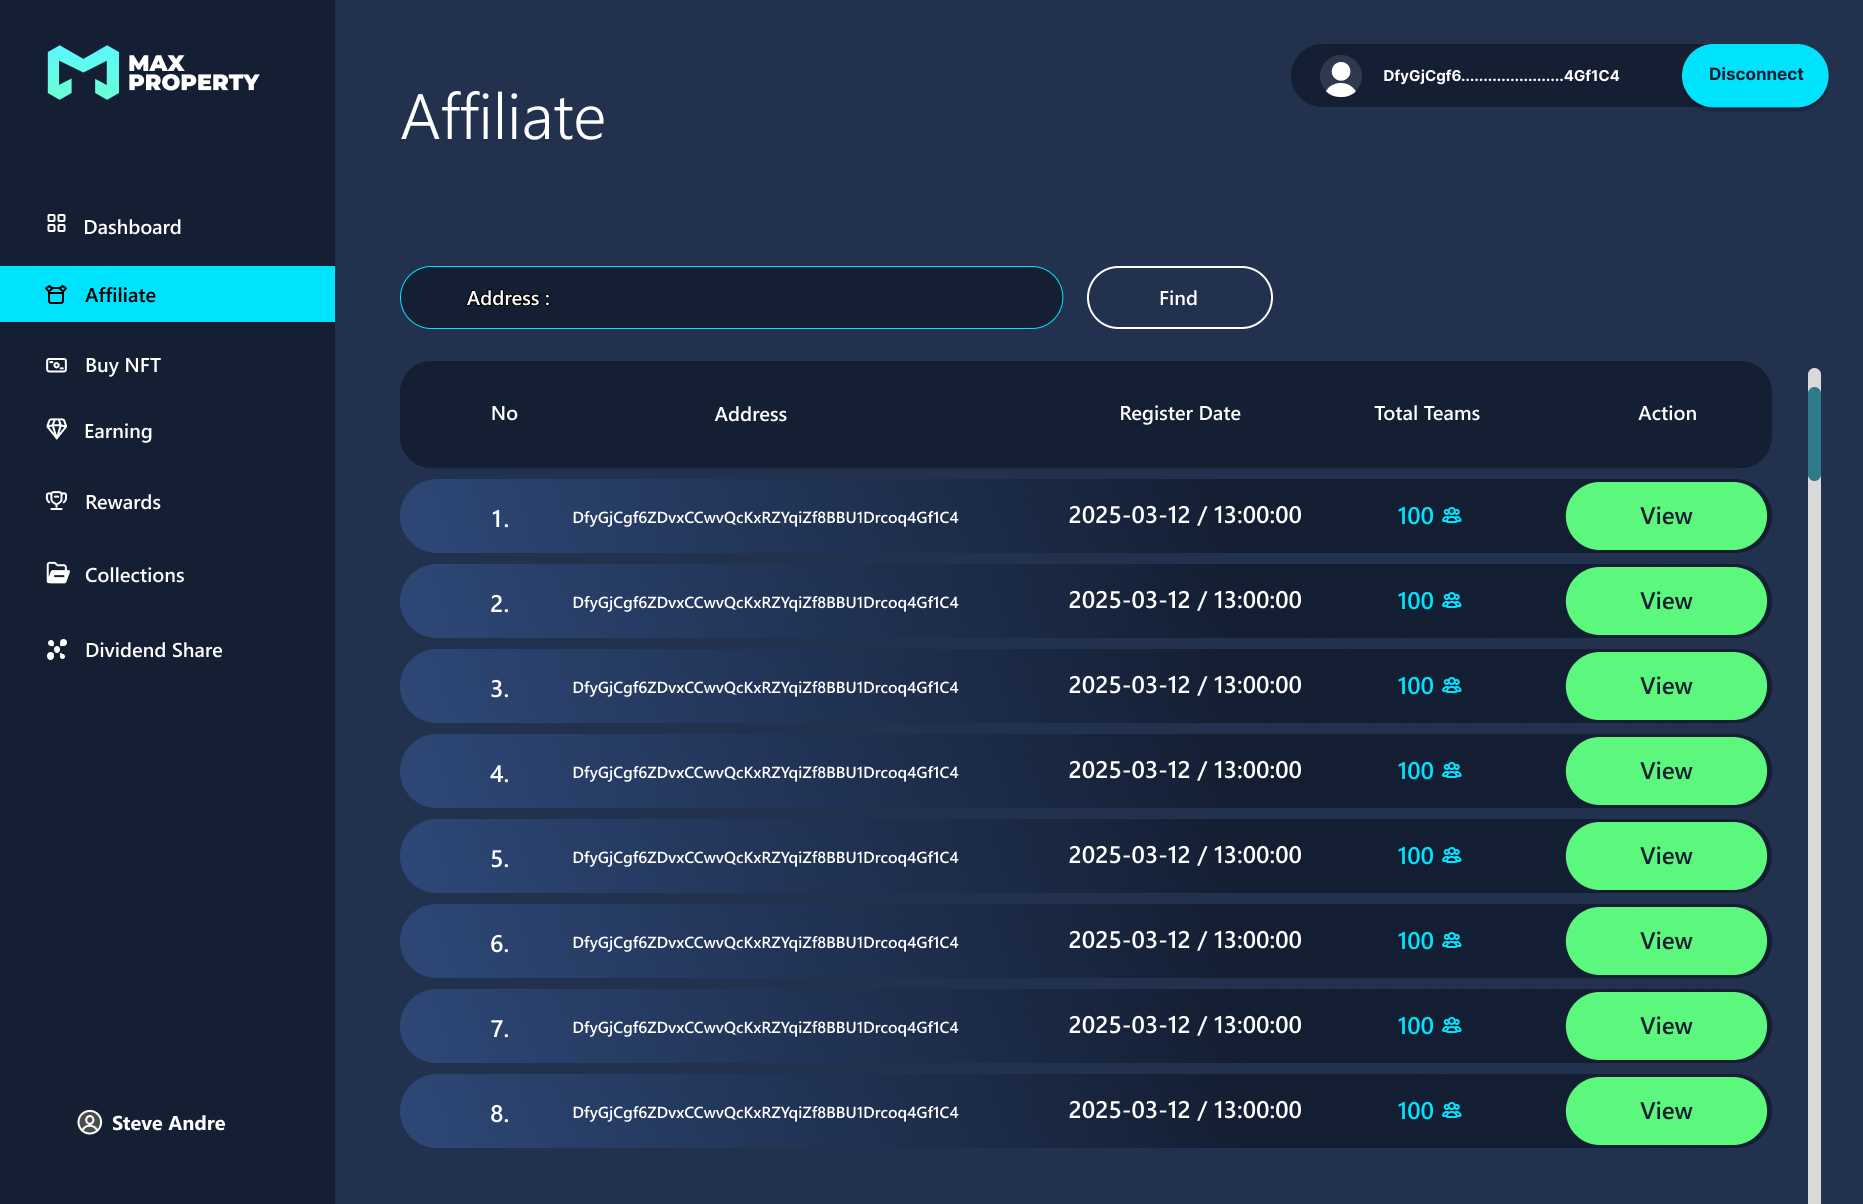 MAX
PROPERTY
Dashboard
Affiliate
Buy NFT
Earning
Rewards
Collections
Dividend Share
Steve Andre
Affiliate
DfyGjCgf6.......................4Gf1C4
Disconnect
Address :
Find
No Address Register Date Total Teams Action
1. DfyGjCgf6ZDvxCCwvQcKxRZYqiZf8BBU1Drcoq4Gf1C4 2025-03-12 / 13:00:00 100 View
2. DfyGjCgf6ZDvxCCwvQcKxRZYqiZf8BBU1Drcoq4Gf1C4 2025-03-12 / 13:00:00 100 View
3. DfyGjCgf6ZDvxCCwvQcKxRZYqiZf8BBU1Drcoq4Gf1C4 2025-03-12 / 13:00:00 100 View
4. DfyGjCgf6ZDvxCCwvQcKxRZYqiZf8BBU1Drcoq4Gf1C4 2025-03-12 / 13:00:00 100 View
5. DfyGjCgf6ZDvxCCwvQcKxRZYqiZf8BBU1Drcoq4Gf1C4 2025-03-12 / 13:00:00 100 View
6. DfyGjCgf6ZDvxCCwvQcKxRZYqiZf8BBU1Drcoq4Gf1C4 2025-03-12 / 13:00:00 100 View
7. DfyGjCgf6ZDvxCCwvQcKxRZYqiZf8BBU1Drcoq4Gf1C4 2025-03-12 / 13:00:00 100 View
8. DfyGjCgf6ZDvxCCwvQcKxRZYqiZf8BBU1Drcoq4Gf1C4 2025-03-12 / 13:00:00 100 View